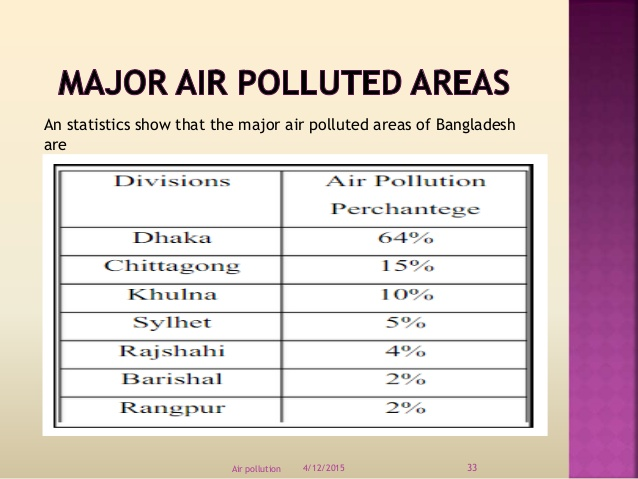 MAJOR AIR POLLUTED AREAS
An statistics show that the major air polluted areas of Bangladesh
are
Divisions Air Pollution
Perchantege
Dhaka 64%
Chittagong 15%
Khulna 10%
Sylhet 5%
Rajshahi 4%
Barishal 2%
Rangpur 2%
Air pollution 4/12/2015 33